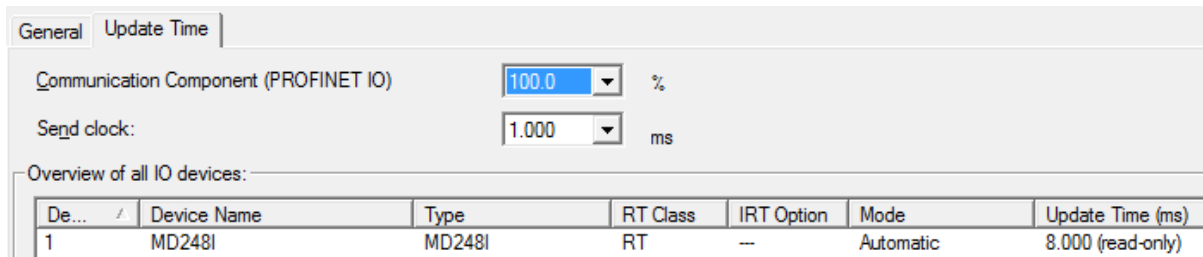 General Update Time
Communication Component (PROFINET IO) 100.0 %
Send clock: 1.000 ms
Overview of all IO devices:
De... Device Name Type RT Class IRT Option Mode Update Time (ms)
1 MD248I MD248I RT --- Automatic 8.000 (read-only)